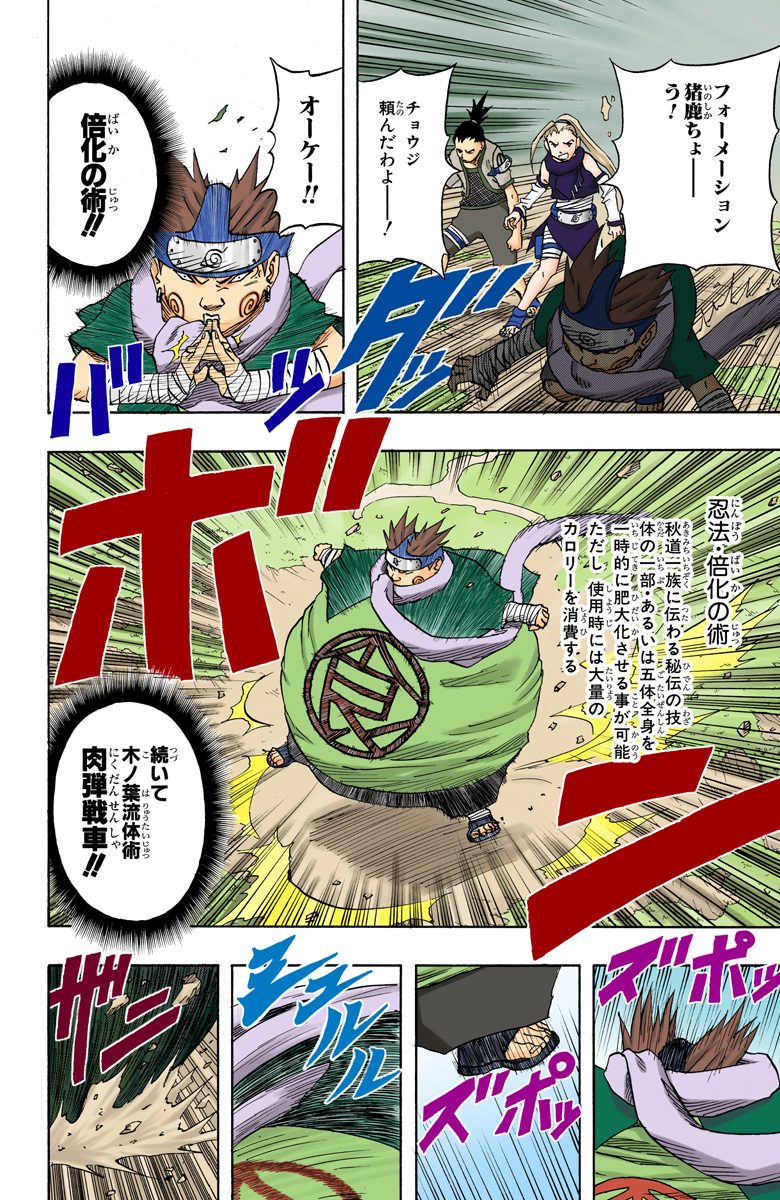 フォーメーション
猪鹿ちょー
う！
チョウジ
頼んだわよ——！
ダッ
オーケー!!
倍化の術!!
バッ
忍法・倍化の術
秋道一族に伝わる秘伝の技
体の一部・あるいは五体全身を
一時的に肥大化させる事が可能
ただし 使用時には大量の
カロリーを消費する
ボンッ
続いて
木ノ葉流体術
肉弾戦車!!
ズポッ
ズポッ
シュルルル
ザッ